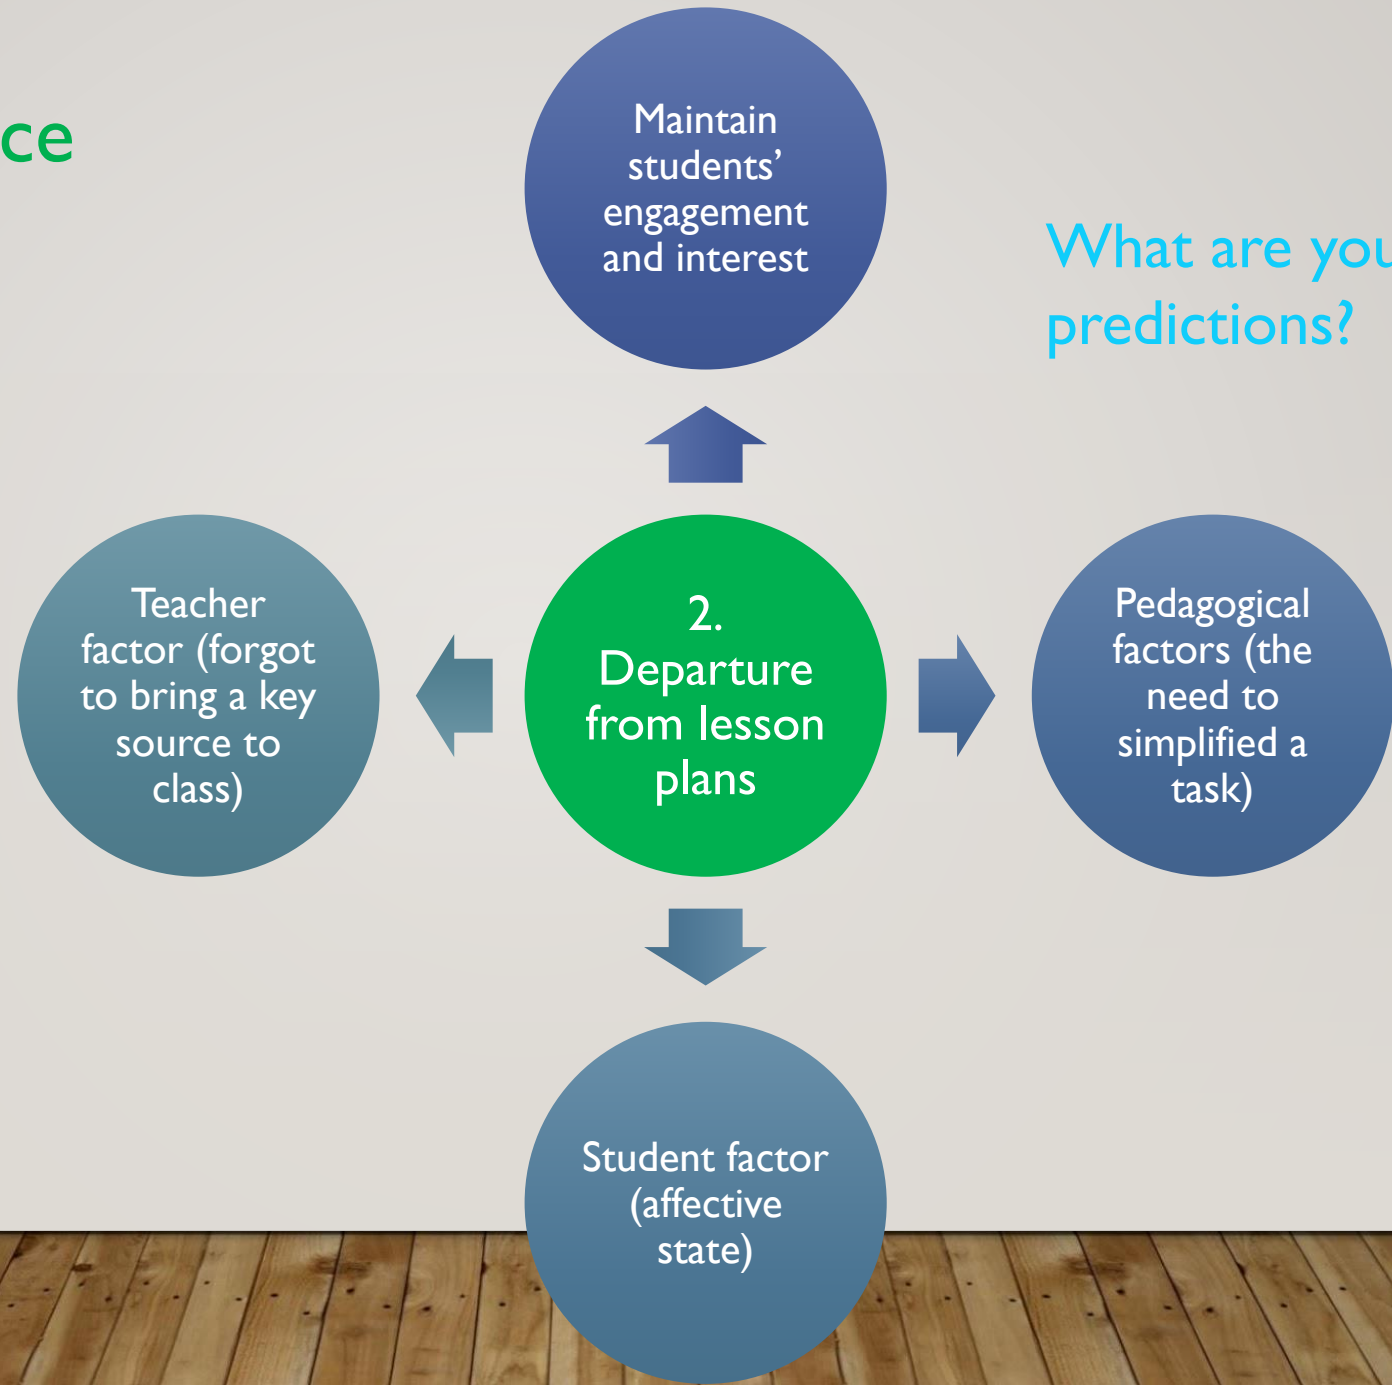 ce
Maintain
students’
engagement
and interest
What are you
predictions?
Teacher
factor (forgot
to bring a key
source to
class)
2.
Departure
from lesson
plans
Pedagogical
factors (the
need to
simplified a
task)
Student factor
(affective
state)